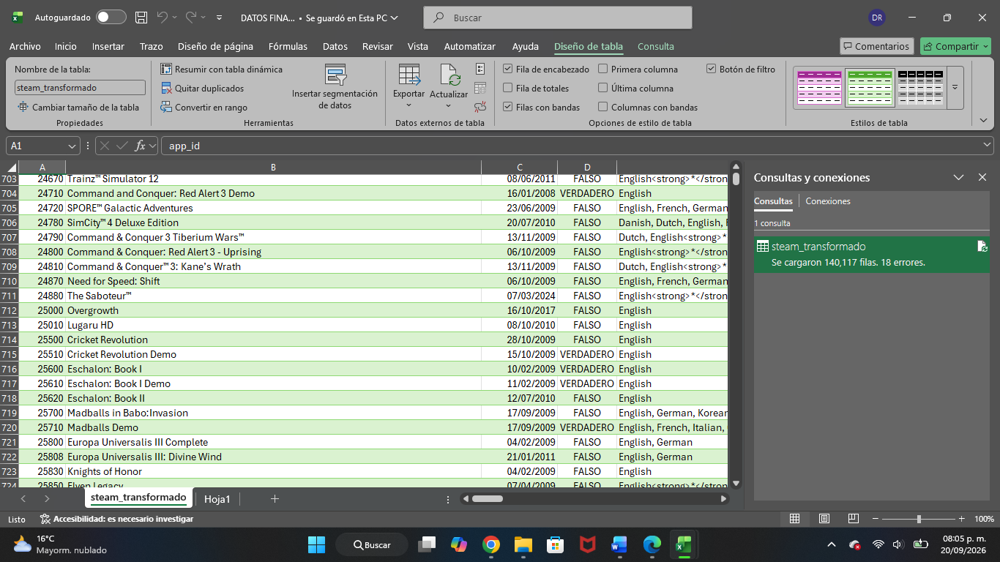 Autoguardado
DATOS FINA... • Se guardó en Esta PC
Buscar
DR
Archivo Inicio Insertar Trazo Diseño de página Fórmulas Datos Revisar Vista Automatizar Ayuda Diseño de tabla Consulta
Comentarios
Compartir
Nombre de la tabla:
steam_transformado
Cambiar tamaño de la tabla
Propiedades
Resumir con tabla dinámica
Quitar duplicados
Convertir en rango
Insertar segmentación
de datos
Herramientas
Exportar
Actualizar
Datos externos de tabla
Fila de encabezado
Fila de totales
Filas con bandas
Primera columna
Última columna
Columnas con bandas
Botón de filtro
Opciones de estilo de tabla
Estilos de tabla
A1
fx
app_id
A B C D
703 24670 Trainz™ Simulator 12 08/06/2011 FALSO English<strong>*</stron
704 24710 Command and Conquer: Red Alert 3 Demo 16/01/2008 VERDADERO English
705 24720 SPORE™ Galactic Adventures 23/06/2009 FALSO English, French, German
706 24780 SimCity™ 4 Deluxe Edition 20/07/2010 FALSO Danish, Dutch, English, F
707 24790 Command & Conquer 3 Tiberium Wars™ 13/11/2009 FALSO Dutch, English<strong>*
708 24800 Command & Conquer: Red Alert 3 - Uprising 06/10/2009 FALSO English<strong>*</stron
709 24810 Command & Conquer™ 3: Kane's Wrath 13/11/2009 FALSO Dutch, English<strong>*
710 24870 Need for Speed: Shift 06/10/2009 FALSO English, French, German
711 24880 The Saboteur™ 07/03/2024 FALSO English<strong>*</stron
712 25000 Overgrowth 16/10/2017 FALSO English
713 25010 Lugaru HD 08/10/2010 FALSO English
714 25500 Cricket Revolution 28/10/2009 FALSO English
715 25510 Cricket Revolution Demo 15/10/2009 VERDADERO English
716 25600 Eschalon: Book I 10/02/2009 VERDADERO English
717 25610 Eschalon: Book I Demo 11/02/2009 VERDADERO English
718 25620 Eschalon: Book II 12/07/2010 FALSO English
719 25700 Madballs in Babo:Invasion 17/09/2009 FALSO English, German, Korean
720 25710 Madballs Demo 17/09/2009 VERDADERO English, French, Italian,
721 25800 Europa Universalis III Complete 04/02/2009 FALSO English, German
722 25808 Europa Universalis III: Divine Wind 21/01/2011 FALSO English, German
723 25830 Knights of Honor 04/02/2009 FALSO English
724 25850 Elven Legacy 07/04/2009 FALSO English<strong>*</stron
Consultas y conexiones
Consultas
Conexiones
1 consulta
steam_transformado
Se cargaron 140,117 filas. 18 errores.
steam_transformado
Hoja1
Listo
Accesibilidad: es necesario investigar
100%
16°C
Mayorm. nublado
Buscar
08:05 p. m.
20/09/2026